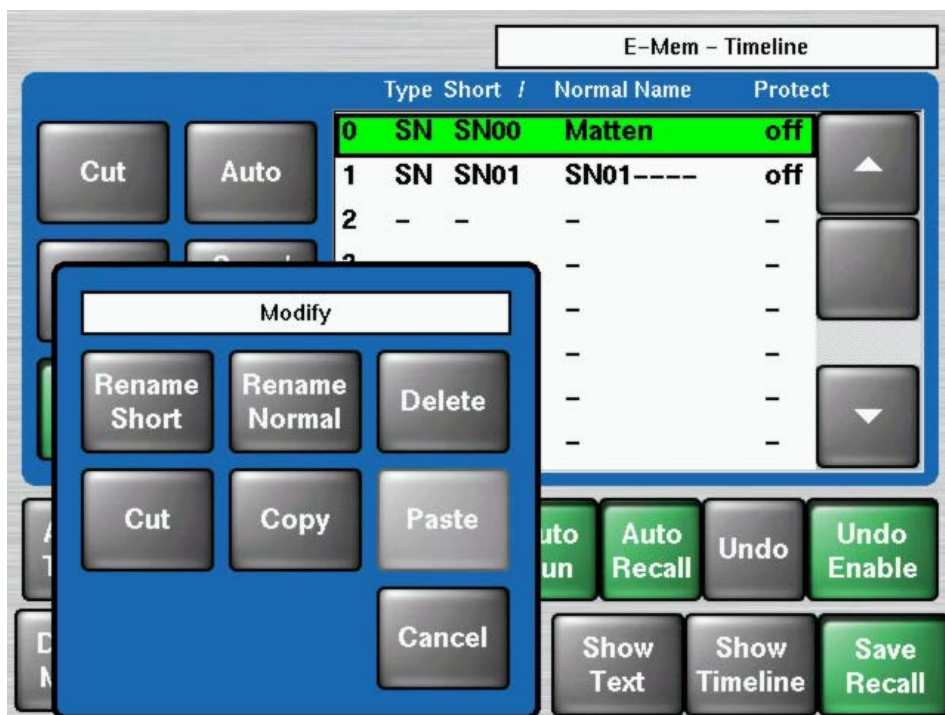 E-Mem – Timeline
Type Short / Normal Name Protect
0 SN SN00 Matten off
1 SN SN01 SN01---- off
2 – – – –
– –
– –
– –
– –
– –
Cut Auto
Modify
Rename Short
Rename Normal
Delete
Cut
Copy
Paste
Cancel
Auto Recall
Undo
Undo Enable
Show Text
Show Timeline
Save Recall